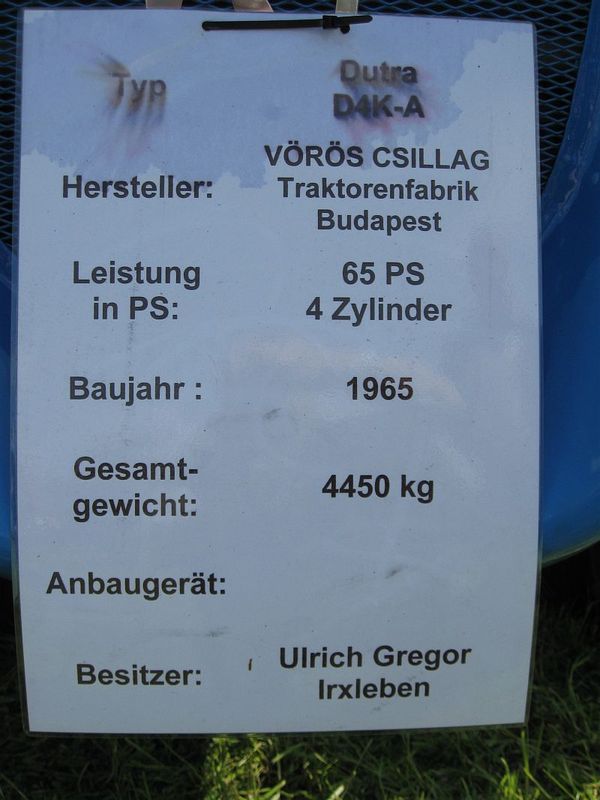 Typ Dutra
D4K-A
VÖRÖS CSILLAG
Hersteller: Traktorenfabrik
Budapest
Leistung 65 PS
in PS: 4 Zylinder
Baujahr : 1965
Gesamt-
gewicht: 4450 kg
Anbaugerät:
Besitzer: Ulrich Gregor
Irxleben